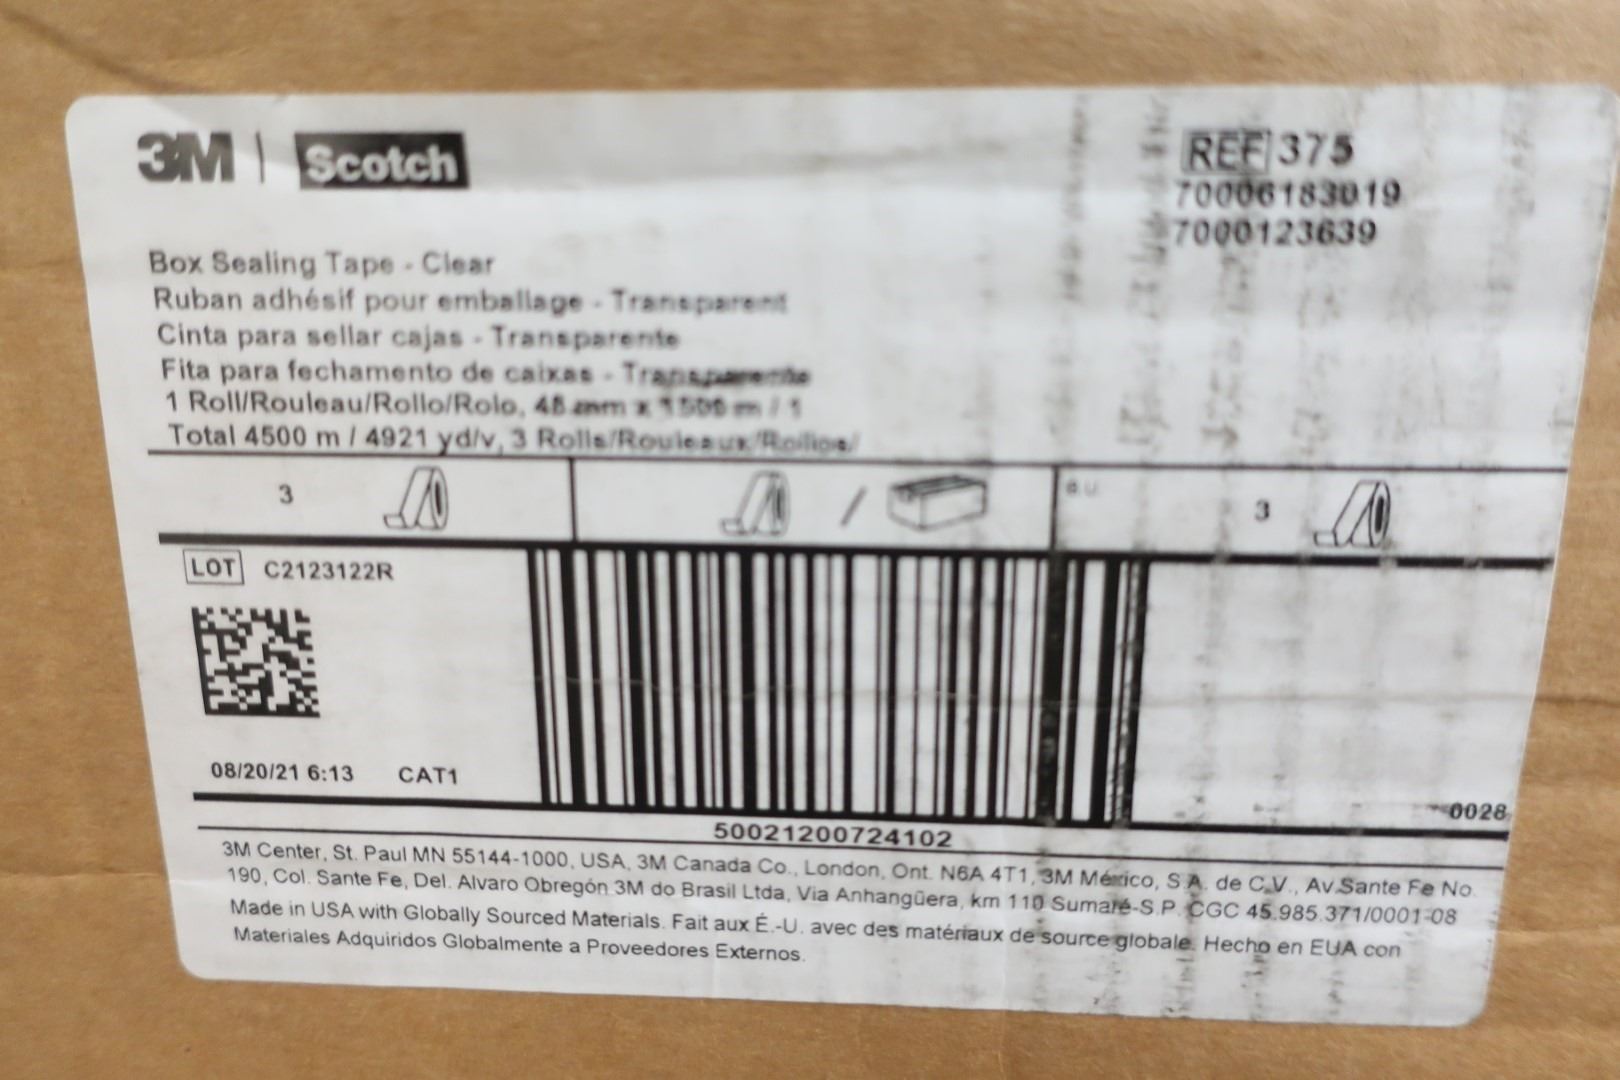 3M | Scotch
REF 375
70006183019
7000123639
Box Sealing Tape - Clear
Ruban adhésif pour emballage - Transparent
Cinta para sellar cajas - Transparente
Fita para fechamento de caixas - Transparente
1 Roll/Rouleau/Rollo/Rolo, 48 mm x 1500 m / 1
Total 4500 m / 4921 yd/v, 3 Rolls/Rouleaux/Rollos/
3 / 3
LOT C2123122R
08/20/21 6:13 CAT1
0028
50021200724102
3M Center, St. Paul MN 55144-1000, USA, 3M Canada Co., London, Ont. N6A 4T1, 3M México, S.A. de C.V., Av.Sante Fe No.
190, Col. Sante Fe, Del. Alvaro Obregón.3M do Brasil Ltda, Via Anhangüera, km 110 Sumaré-S.P. CGC 45.985.371/0001-08
Made in USA with Globally Sourced Materials. Fait aux É.-U. avec des matériaux de source globale. Hecho en EUA con
Materiales Adquiridos Globalmente a Proveedores Externos.